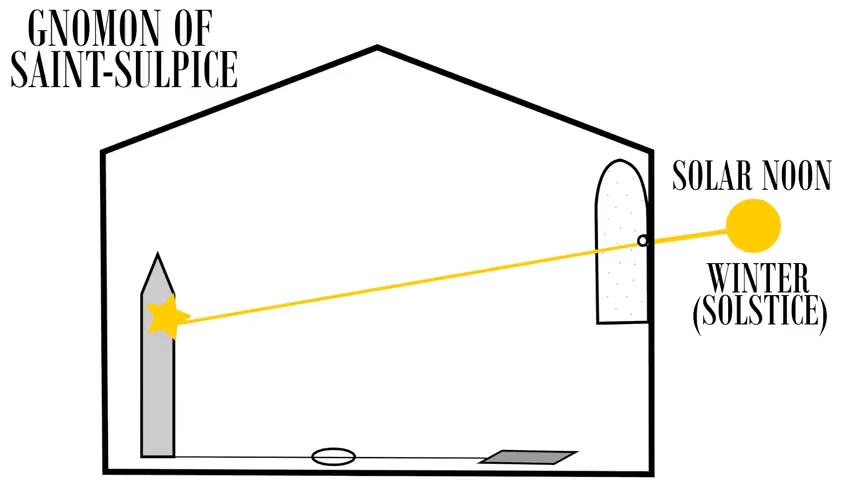 GNOMON OF
SAINT-SULPICE
SOLAR NOON
WINTER
(SOLSTICE)